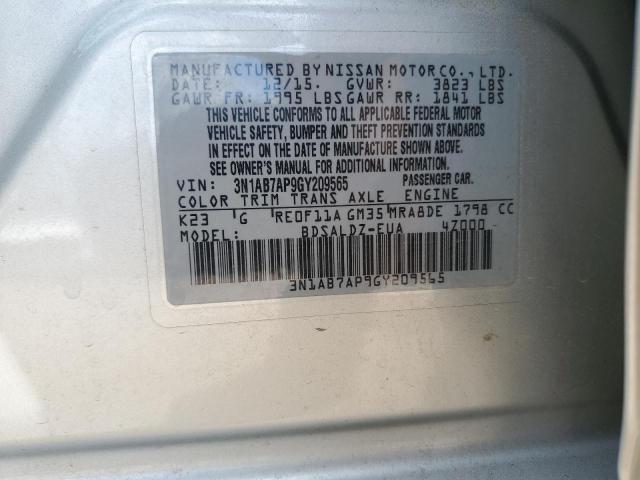 MANUFACTURED BY NISSAN MOTOR CO., LTD.
DATE: 12/15. GVWR: 3823 LBS
GAWR FR: 1995 LBS GAWR RR: 1841 LBS
THIS VEHICLE CONFORMS TO ALL APPLICABLE FEDERAL MOTOR
VEHICLE SAFETY, BUMPER AND THEFT PREVENTION STANDARDS
IN EFFECT ON THE DATE OF MANUFACTURE SHOWN ABOVE.
SEE OWNER'S MANUAL FOR ADDITIONAL INFORMATION.
VIN: 3N1AB7AP9GY209565 PASSENGER CAR.
COLOR TRIM TRANS AXLE ENGINE
K23 G RE0F11A GM35 MRA8DE 1798 CC
MODEL: BDSALDZ-EUA 4Z000
3N1AB7AP9GY209565